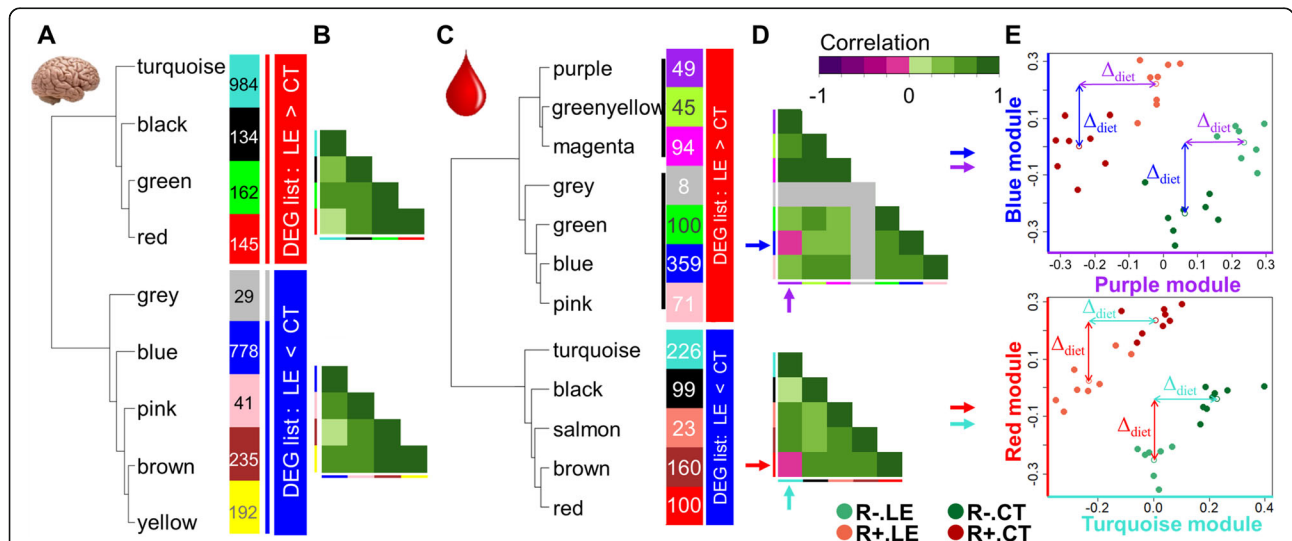 A
turquoise
black
green
red
grey
blue
pink
brown
yellow
984
134
162
145
29
778
41
235
192
DEG list : LE > CT
DEG list : LE < CT
B
C
purple
greenyellow
magenta
grey
green
blue
pink
turquoise
black
salmon
brown
red
49
45
94
8
100
359
71
226
99
23
160
100
DEG list: LE > CT
DEG list: LE < CT
D
Correlation
-1 0 1
E
Blue module
0.3
0.1
-0.1
-0.3
Δdiet
Δdiet
Δdiet
Δdiet
-0.3 -0.2 -0.1 0 0.1 0.2 0.3
Purple module
Red module
0.3
0.1
-0.1
-0.3
Δdiet
Δdiet
Δdiet
Δdiet
-0.2 0.0 0.2 0.4
Turquoise module
R-.LE R-.CT
R+.LE R+.CT